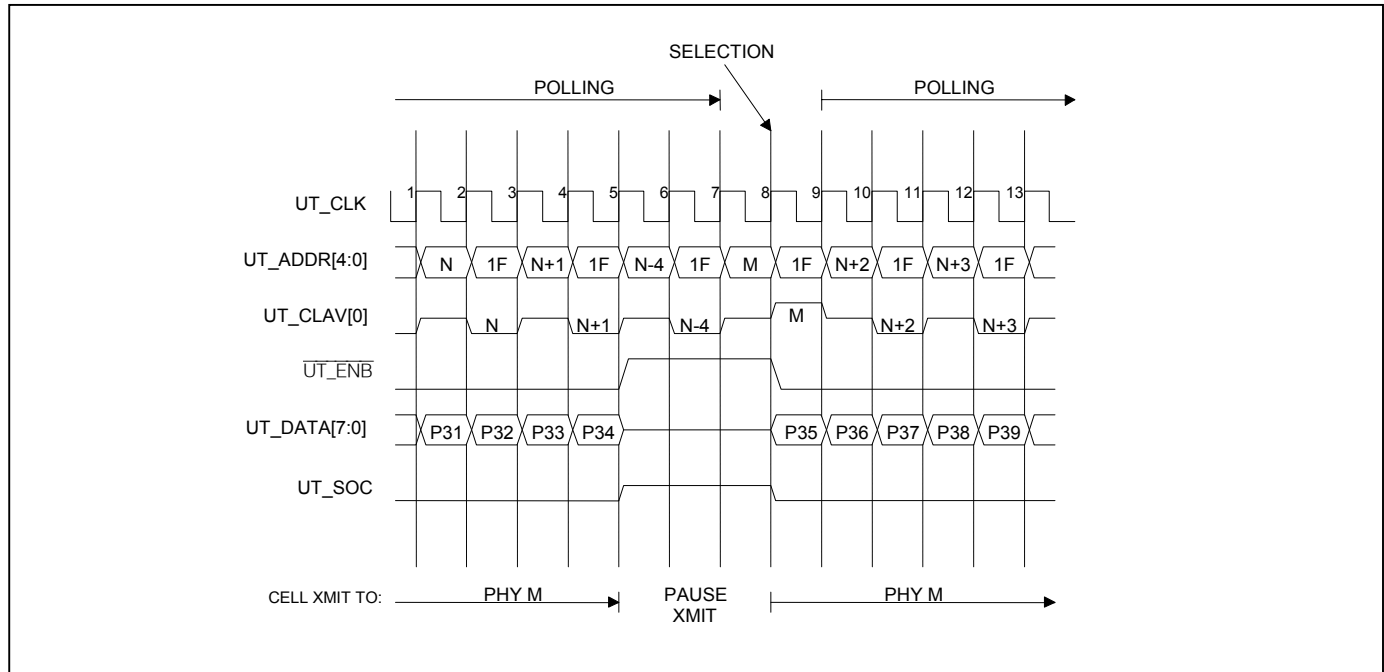 SELECTION
POLLING POLLING
UT_CLK 1 2 3 4 5 6 7 8 9 10 11 12 13
UT_ADDR[4:0] N 1F N+1 1F N-4 1F M 1F N+2 1F N+3 1F
UT_CLAV[0] N N+1 N-4 M N+2 N+3
UT_ENB
UT_DATA[7:0] P31 P32 P33 P34 P35 P36 P37 P38 P39
UT_SOC
CELL XMIT TO: PHY M PAUSE PHY M
XMIT